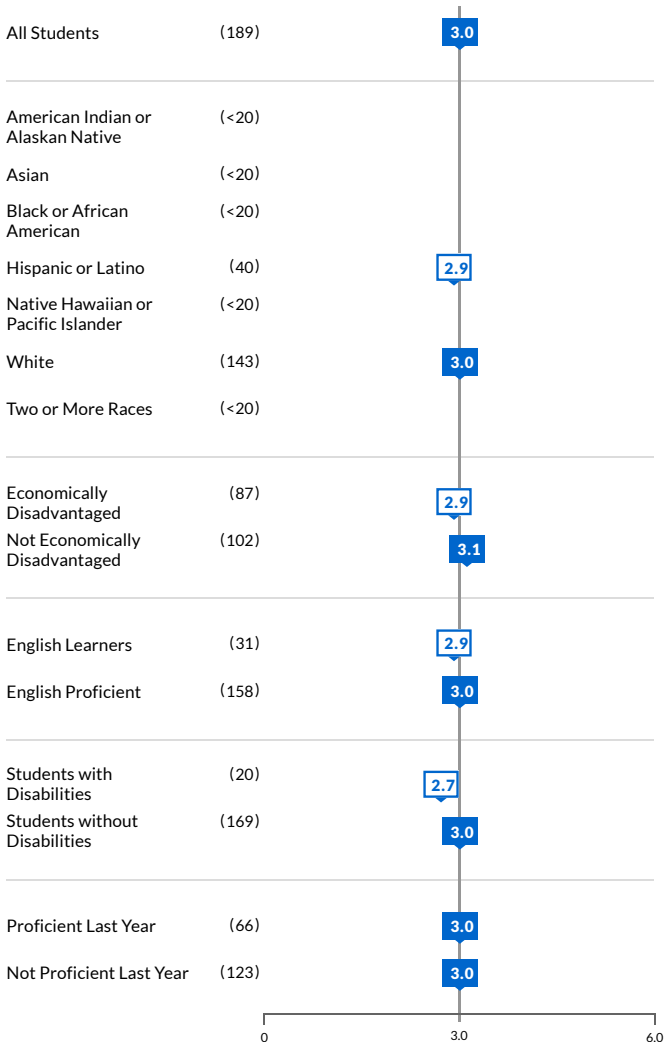 All Students (189) 3.0
American Indian or (<20)
Alaskan Native
Asian (<20)
Black or African (<20)
American
Hispanic or Latino (40) 2.9
Native Hawaiian or (<20)
Pacific Islander
White (143) 3.0
Two or More Races (<20)
Economically (87) 2.9
Disadvantaged
Not Economically (102) 3.1
Disadvantaged
English Learners (31) 2.9
English Proficient (158) 3.0
Students with (20) 2.7
Disabilities
Students without (169) 3.0
Disabilities
Proficient Last Year (66) 3.0
Not Proficient Last Year (123) 3.0
0 3.0 6.0